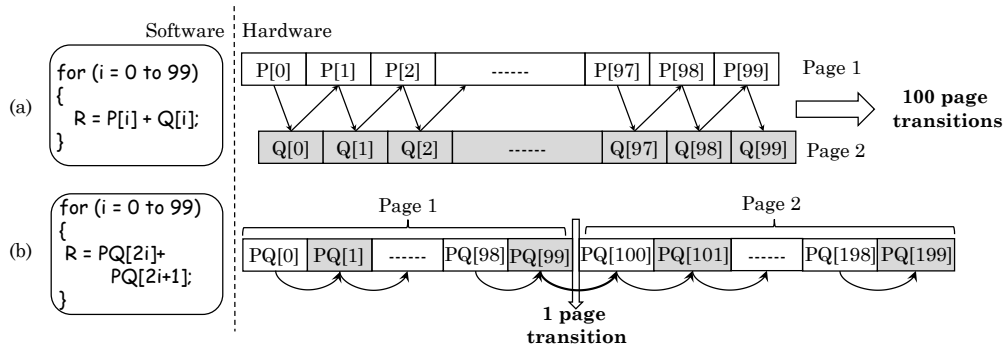 Software Hardware
(a)
for (i = 0 to 99)
{
R = P[i] + Q[i];
}
P[0] P[1] P[2] ------ P[97] P[98] P[99] Page 1
Q[0] Q[1] Q[2] ------ Q[97] Q[98] Q[99] Page 2
100 page
transitions
(b)
for (i = 0 to 99)
{
R = PQ[2i]+
PQ[2i+1];
}
Page 1 Page 2
PQ[0] PQ[1] ------ PQ[98] PQ[99] PQ[100] PQ[101] ------ PQ[198] PQ[199]
1 page
transition